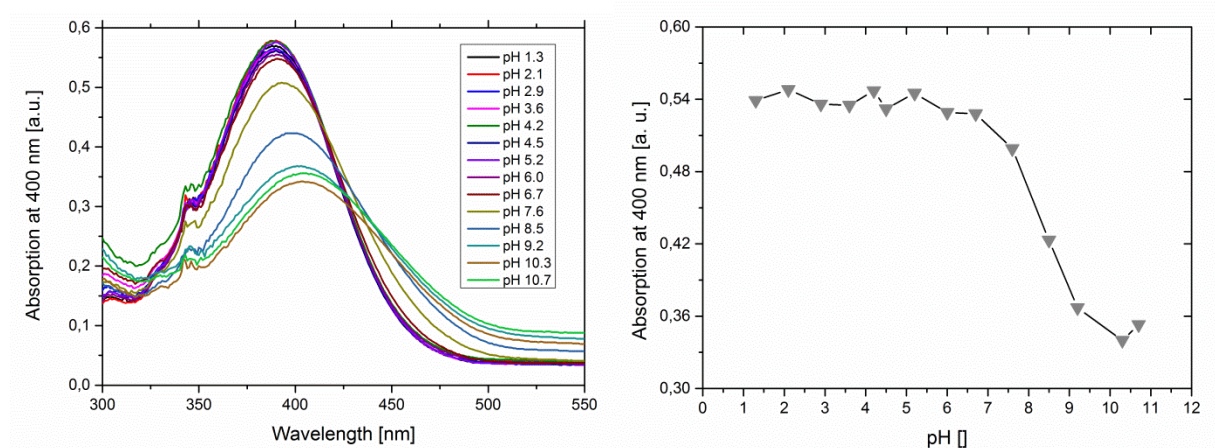 Absorption at 400 nm [a.u.]
0,6
0,5
0,4
0,3
0,2
0,1
0,0
300
350
400
450
500
550
Wavelength [nm]
pH 1.3
pH 2.1
pH 2.9
pH 3.6
pH 4.2
pH 4.5
pH 5.2
pH 6.0
pH 6.7
pH 7.6
pH 8.5
pH 9.2
pH 10.3
pH 10.7
Absorption at 400 nm [a. u.]
0,60
0,54
0,48
0,42
0,36
0,30
0 1 2 3 4 5 6 7 8 9 10 11 12
pH []